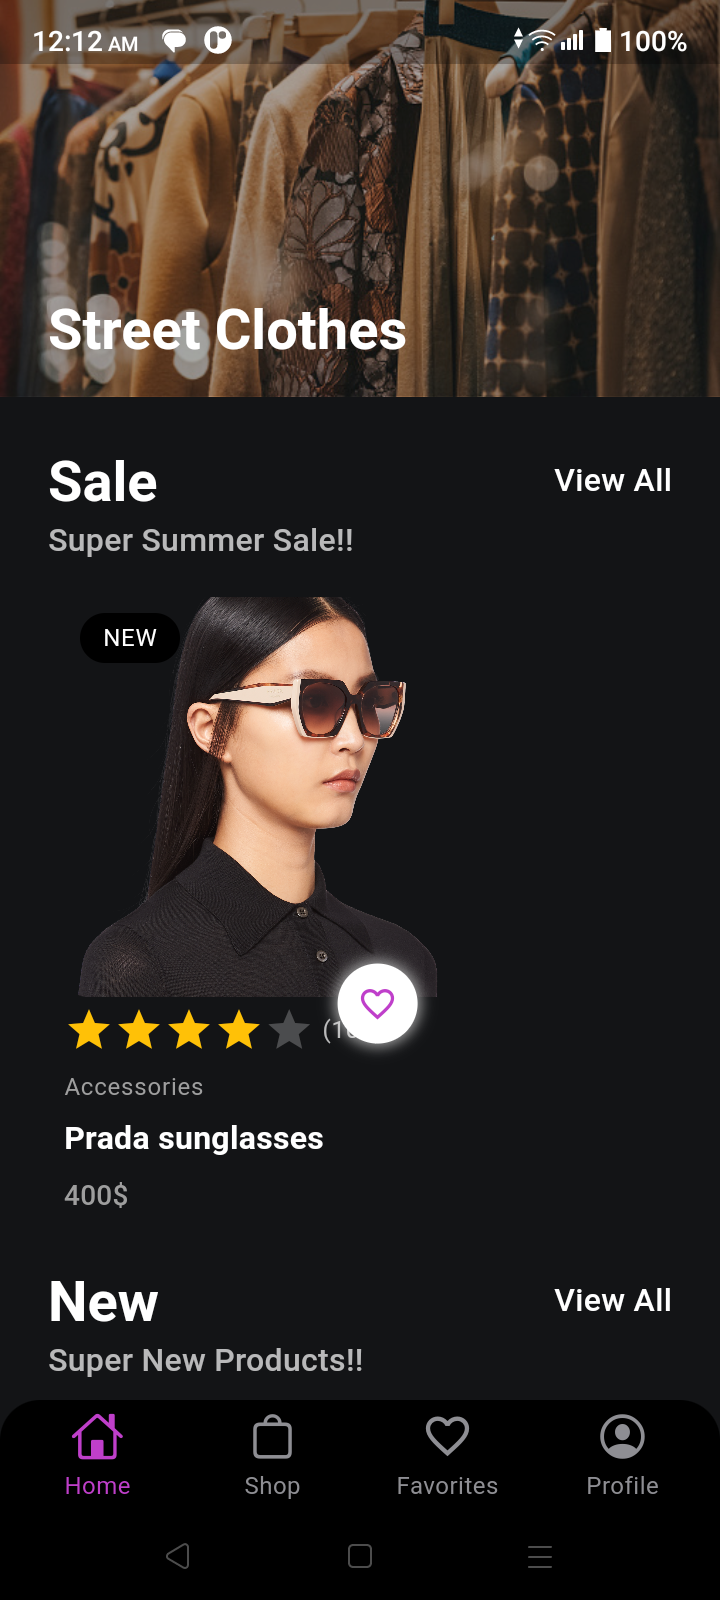 12:12 AM 100%
Street Clothes
Sale View All
Super Summer Sale!!
NEW
Accessories
Prada sunglasses
400$
New View All
Super New Products!!
Home Shop Favorites Profile